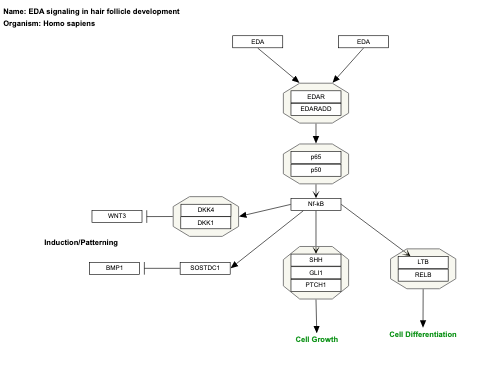 Name: EDA signaling in hair follicle development
Organism: Homo sapiens
EDA
EDA
EDAR
EDARADD
p65
p50
Nf-kB
DKK4
DKK1
WNT3
Induction/Patterning
BMP1
SOSTDC1
SHH
GLI1
PTCH1
LTB
RELB
Cell Growth
Cell Differentiation